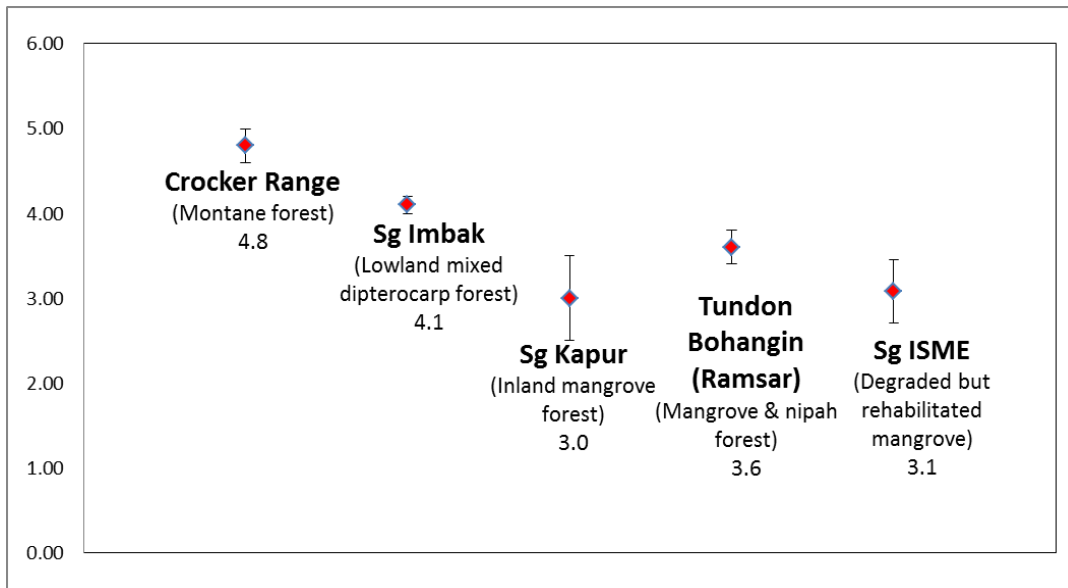 6.00
5.00
4.00
3.00
2.00
1.00
0.00
Crocker Range
(Montane forest)
4.8
Sg Imbak
(Lowland mixed
dipterocarp forest)
4.1
Sg Kapur
(Inland mangrove
forest)
3.0
Tundon
Bohangin
(Ramsar)
(Mangrove & nipah
forest)
3.6
Sg ISME
(Degraded but
rehabilitated
mangrove)
3.1